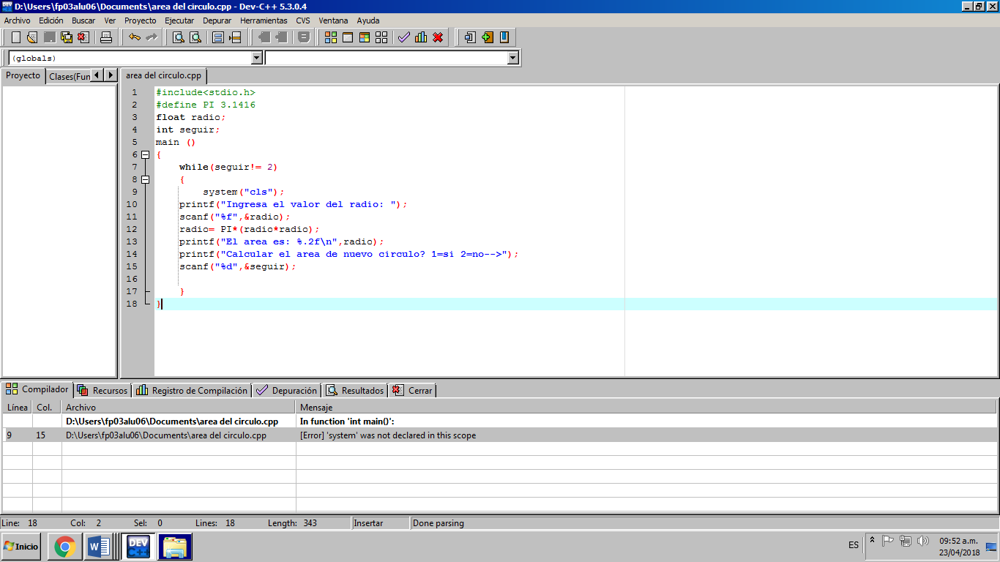 D:\Users\fp03alu06\Documents\area del circulo.cpp - Dev-C++ 5.3.0.4
Archivo Edición Buscar Ver Proyecto Ejecutar Depurar Herramientas CVS Ventana Ayuda
(globals)
Proyecto Clases(Fun area del circulo.cpp
1 #include<stdio.h>
2 #define PI 3.1416
3 float radio;
4 int seguir;
5 main ()
6 {
7 while(seguir!= 2)
8 {
9 system("cls");
10 printf("Ingresa el valor del radio: ");
11 scanf("%f",&radio);
12 radio= PI*(radio*radio);
13 printf("El area es: %.2f\n",radio);
14 printf("Calcular el area de nuevo circulo? 1=si 2=no-->");
15 scanf("%d",&seguir);
16
17 }
18 }
Compilador Recursos Registro de Compilación Depuración Resultados Cerrar
Línea Col. Archivo Mensaje
D:\Users\fp03alu06\Documents\area del circulo.cpp In function 'int main()':
9 15 D:\Users\fp03alu06\Documents\area del circulo.cpp [Error] 'system' was not declared in this scope
Line: 18 Col: 2 Sel: 0 Lines: 18 Length: 343 Insertar Done parsing
Inicio W DEV C++ ES 09:52 a.m.
23/04/2018